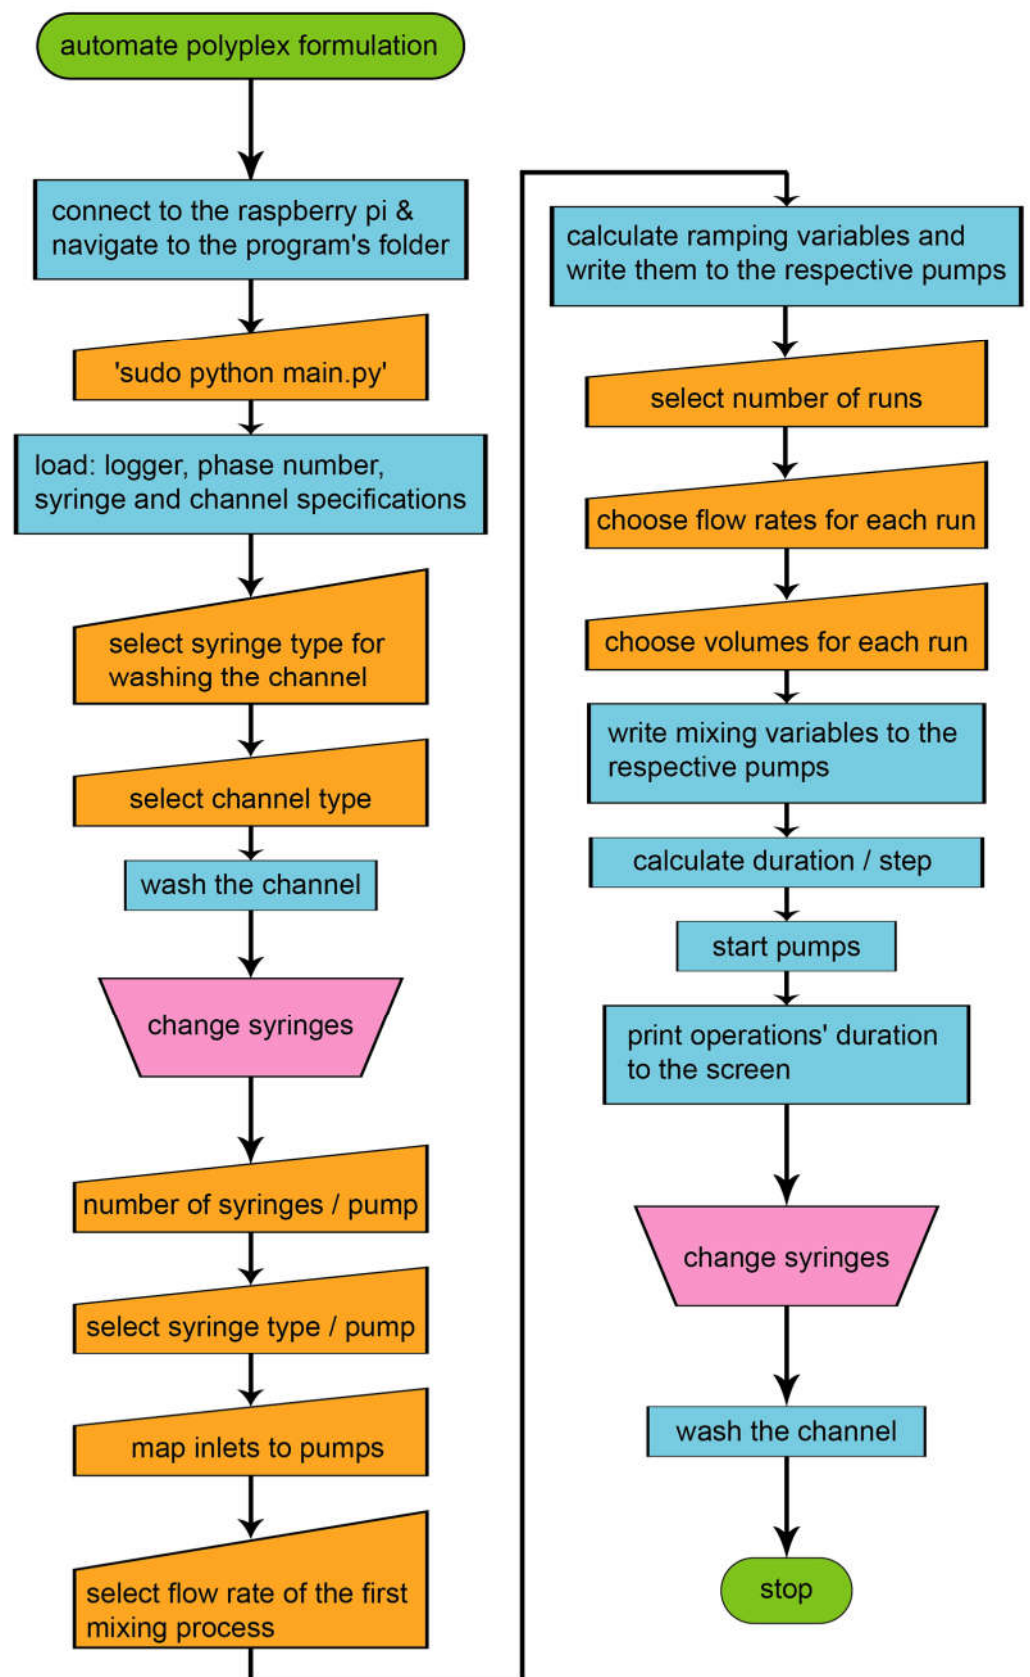 automate polyplex formulation
connect to the raspberry pi &
navigate to the program's folder
'sudo python main.py'
load: logger, phase number,
syringe and channel specifications
select syringe type for
washing the channel
select channel type
wash the channel
change syringes
number of syringes / pump
select syringe type / pump
map inlets to pumps
select flow rate of the first
mixing process
calculate ramping variables and
write them to the respective pumps
select number of runs
choose flow rates for each run
choose volumes for each run
write mixing variables to the
respective pumps
calculate duration / step
start pumps
print operations' duration
to the screen
change syringes
wash the channel
stop